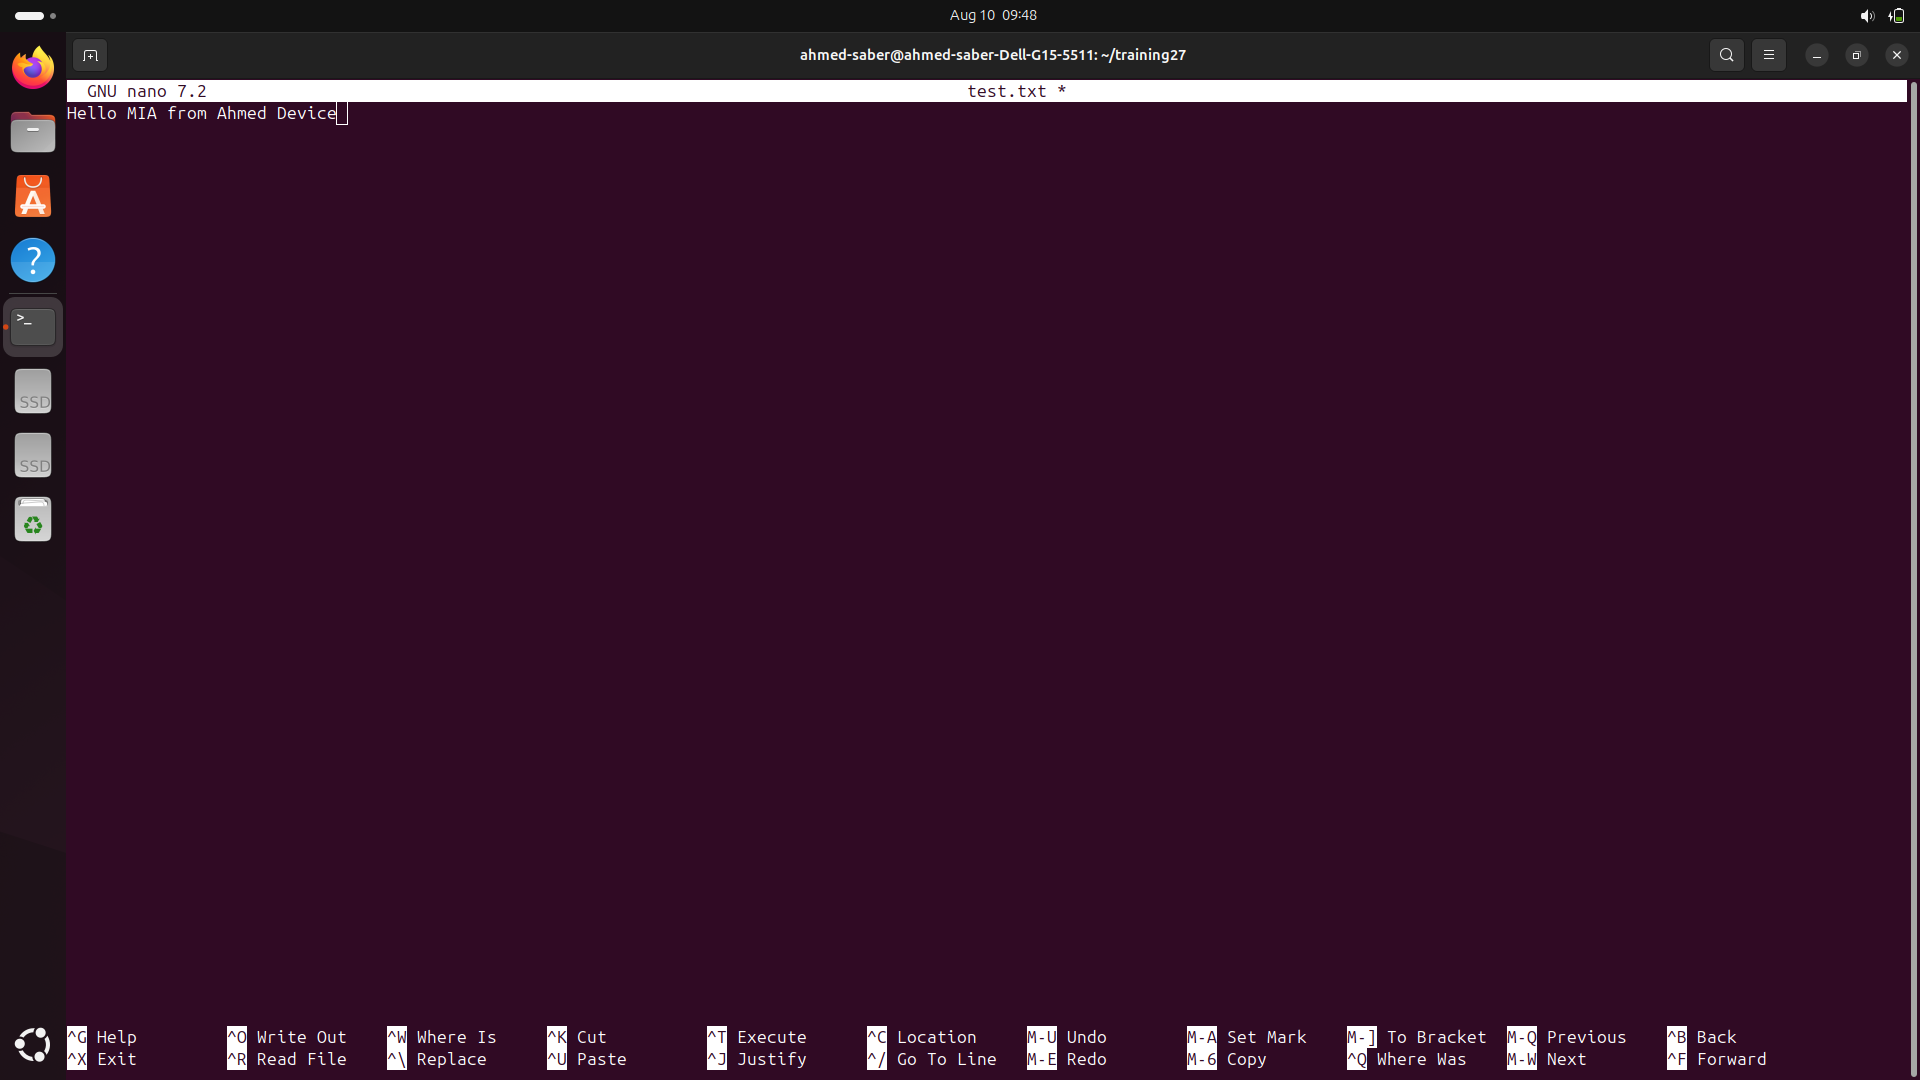 Aug 10 09:48
ahmed-saber@ahmed-saber-Dell-G15-5511: ~/training27
GNU nano 7.2 test.txt *
Hello MIA from Ahmed Device
>_
SSD
SSD
^G Help ^O Write Out ^W Where Is ^K Cut ^T Execute ^C Location M-U Undo M-A Set Mark M-] To Bracket M-Q Previous ^B Back
^X Exit ^R Read File ^\ Replace ^U Paste ^J Justify ^/ Go To Line M-E Redo M-6 Copy ^Q Where Was M-W Next ^F Forward